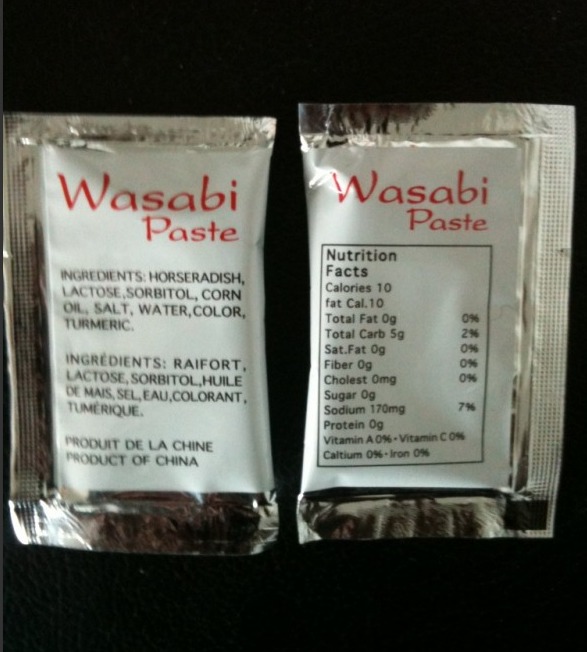 Wasabi
Paste
INGREDIENTS: HORSERADISH,
LACTOSE,SORBITOL, CORN
OIL, SALT, WATER,COLOR,
TURMERIC.
INGRÉDIENTS: RAIFORT,
LACTOSE,SORBITOL,HUILE
DE MAIS,SEL,EAU,COLORANT,
TUMÉRIQUE.
PRODUIT DE LA CHINE
PRODUCT OF CHINA
Wasabi
Paste
Nutrition
Facts
Calories 10
fat Cal.10
Total Fat 0g 0%
Total Carb 5g 2%
Sat.Fat 0g 0%
Fiber 0g 0%
Cholest 0mg 0%
Sugar 0g
Sodium 170mg 7%
Protein 0g
Vitamin A 0% · Vitamin C 0%
Caltium 0% · Iron 0%